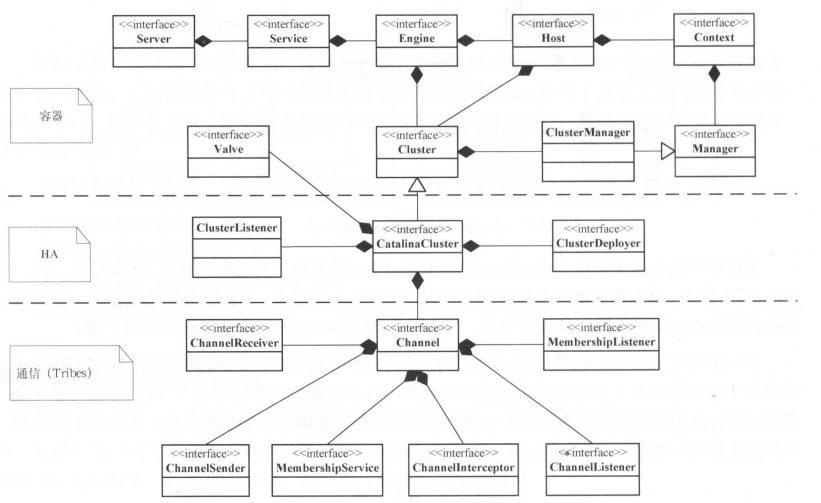 <<interface>>
Server
<<interface>>
Service
<<interface>>
Engine
<<interface>>
Host
<<interface>>
Context
容器
<<interface>>
Valve
<<interface>>
Cluster
ClusterManager
<<interface>>
Manager
HA
ClusterListener
<<interface>>
CatalinaCluster
<<interface>>
ClusterDeployer
通信（Tribes）
<<interface>>
ChannelReceiver
<<interface>>
Channel
<<interface>>
MembershipListener
<<interface>>
ChannelSender
<<interface>>
MembershipService
<<interface>>
ChannelInterceptor
<<interface>>
ChannelListener